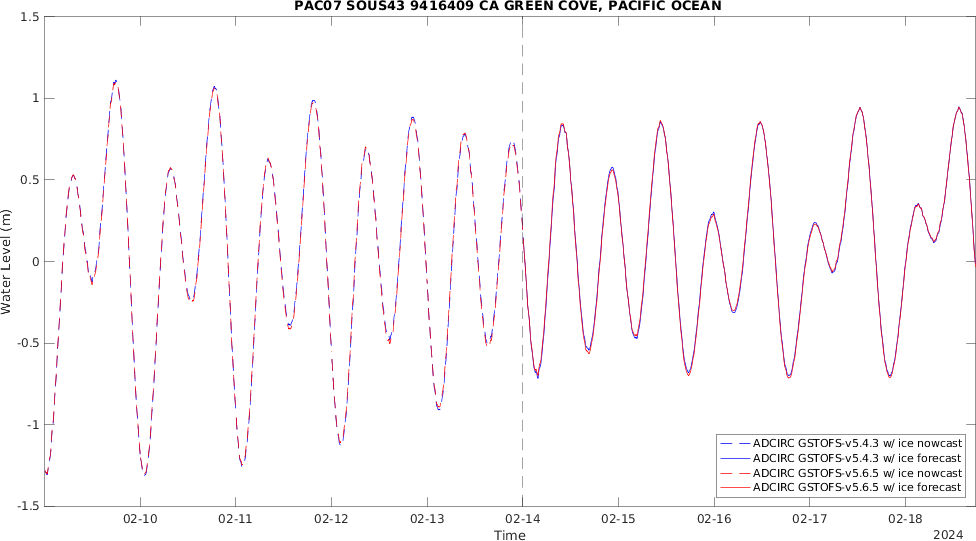 PAC07 SOUS43 9416409 CA GREEN COVE, PACIFIC OCEAN
1.5
1
0.5
0
-0.5
-1
-1.5
Water Level (m)
ADCIRC GSTOFS-v5.4.3 w/ ice nowcast
ADCIRC GSTOFS-v5.4.3 w/ ice forecast
ADCIRC GSTOFS-v5.6.5 w/ ice nowcast
ADCIRC GSTOFS-v5.6.5 w/ ice forecast
02-10 02-11 02-12 02-13 02-14 02-15 02-16 02-17 02-18
Time
2024